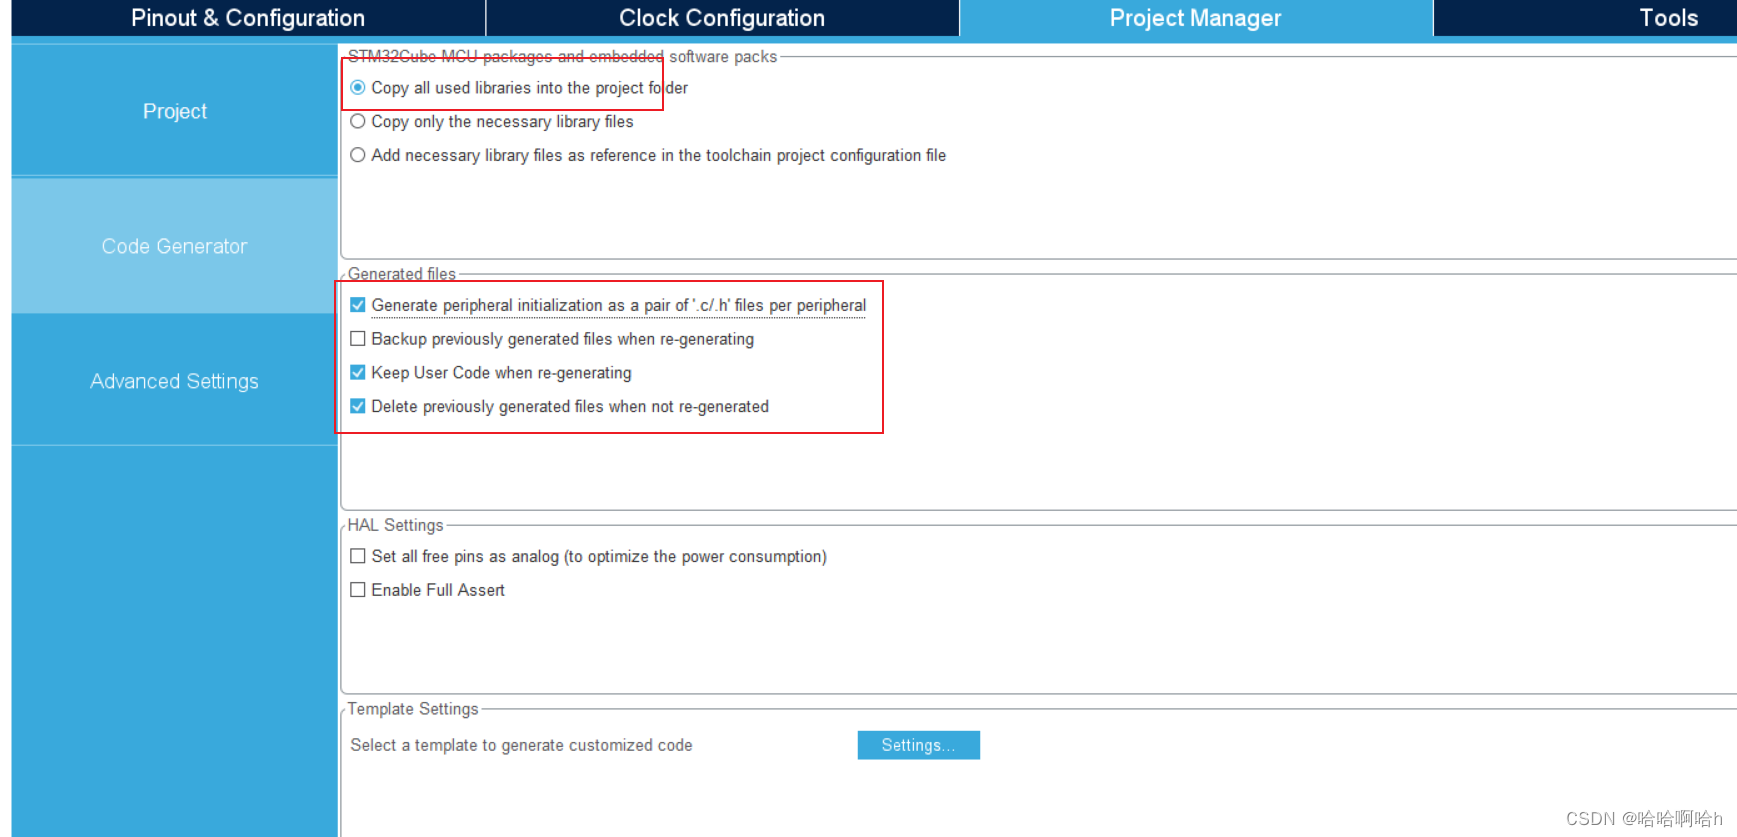 Pinout & Configuration
Clock Configuration
Project Manager
Tools
Project
Code Generator
Advanced Settings
STM32Cube MCU packages and embedded software packs
Copy all used libraries into the project folder
Copy only the necessary library files
Add necessary library files as reference in the toolchain project configuration file
Generated files
Generate peripheral initialization as a pair of '.c/.h' files per peripheral
Backup previously generated files when re-generating
Keep User Code when re-generating
Delete previously generated files when not re-generated
HAL Settings
Set all free pins as analog (to optimize the power consumption)
Enable Full Assert
Template Settings
Select a template to generate customized code
Settings...
CSDN @哈哈啊哈h